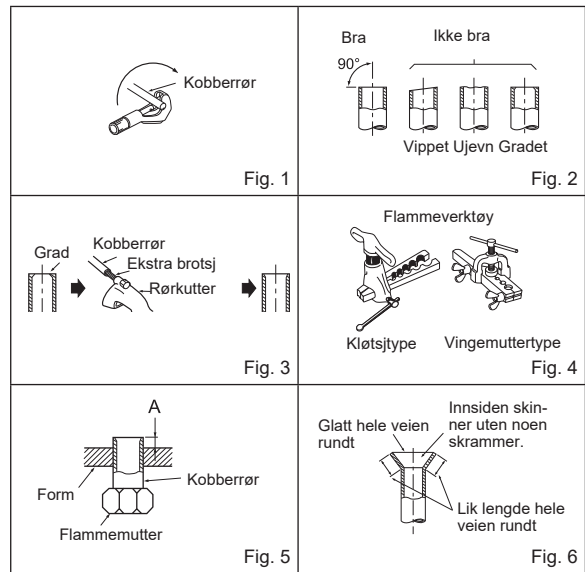 Kobberrør
Fig. 1
Bra
Ikke bra
90°
Vippet Ujevn Gradet
Fig. 2
Grad
Kobberrør
Ekstra brotsj
Rørkutter
Fig. 3
Flammeverktøy
Kløtsjtype
Vingemuttertype
Fig. 4
A
Kobberrør
Form
Flammemutter
Fig. 5
Glatt hele veien
rundt
Innsiden skin-
ner uten noen
skrammer.
Lik lengde hele
veien rundt
Fig. 6